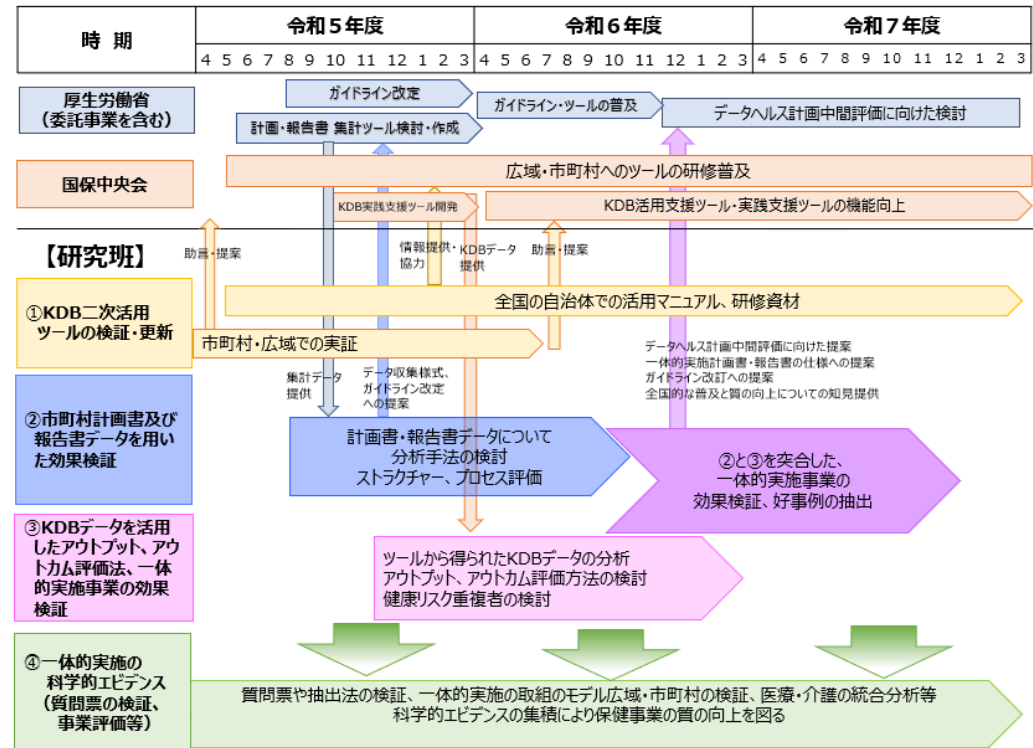 時 期
令和５年度
令和６年度
令和７年度
4 5 6 7 8 9 10 11 12 1 2 3
4 5 6 7 8 9 10 11 12 1 2 3
4 5 6 7 8 9 10 11 12 1 2 3
厚生労働省
（委託事業を含む）
ガイドライン改定
ガイドライン・ツールの普及
データヘルス計画中間評価に向けた検討
計画・報告書 集計ツール検討・作成
国保中央会
広域・市町村へのツールの研修普及
KDB実践支援ツール開発
KDB活用支援ツール・実践支援ツールの機能向上
【研究班】
助言・提案
情報提供・
協力
KDBデータ
提供
助言・提案
①KDB二次活用
ツールの検証・更新
全国の自治体での活用マニュアル、研修資材
市町村・広域での実証
集計データ
提供
データ収集様式、
ガイドライン改定
への提案
データヘルス計画中間評価に向けた提案
一体的実施計画書・報告書の仕様への提案
ガイドライン改訂への提案
全国的な普及と質の向上についての知見提供
②市町村計画書及び
報告書データを用い
た効果検証
計画書・報告書データについて
分析手法の検討
ストラクチャー、プロセス評価
②と③を突合した、
一体的実施事業の
効果検証、好事例の抽出
③KDBデータを活用
したアウトプット、アウ
トカム評価法、一体
的実施事業の効果
検証
ツールから得られたKDBデータの分析
アウトプット、アウトカム評価方法の検討
健康リスク重複者の検討
④一体的実施の
科学的エビデンス
（質問票の検証、
事業評価等）
質問票や抽出法の検証、一体的実施の取組のモデル広域・市町村の検証、医療・介護の統合分析等
科学的エビデンスの集積により保健事業の質の向上を図る